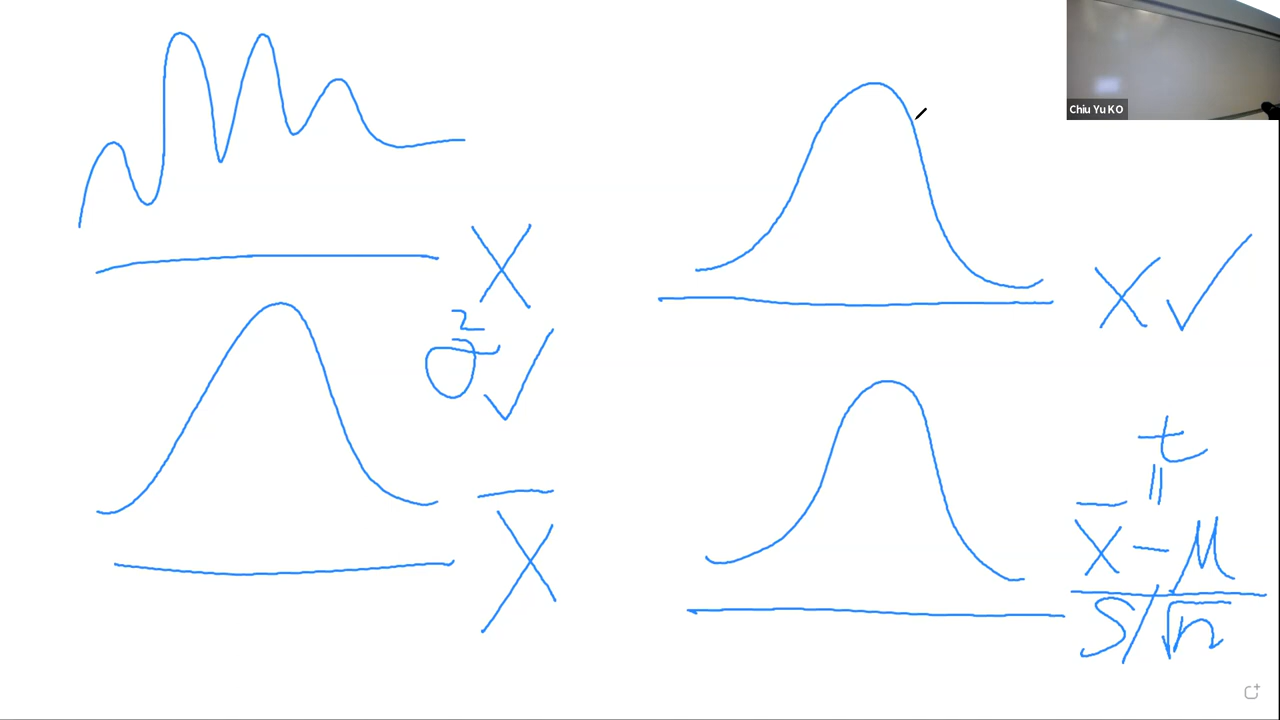 Chiu Yu KO
X
σ² ✓
X̄
X ✓
t
=
X̄ - μ
S/√n